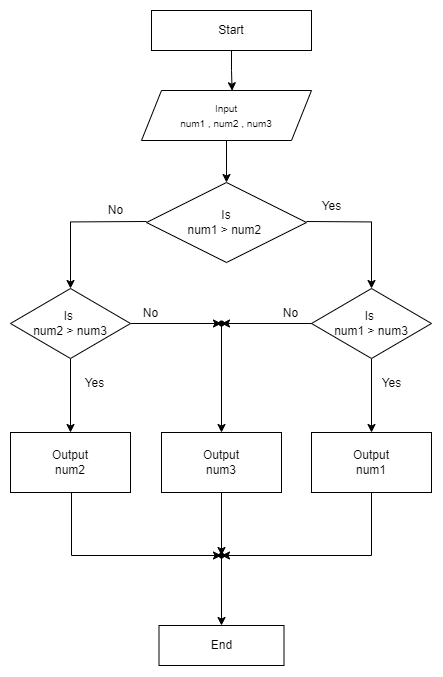 Start
Input
num1 , num2 , num3
No
Yes
Is
num1 > num2
Is
num2 > num3
No
No
Is
num1 > num3
Yes
Yes
Output
num2
Output
num3
Output
num1
End